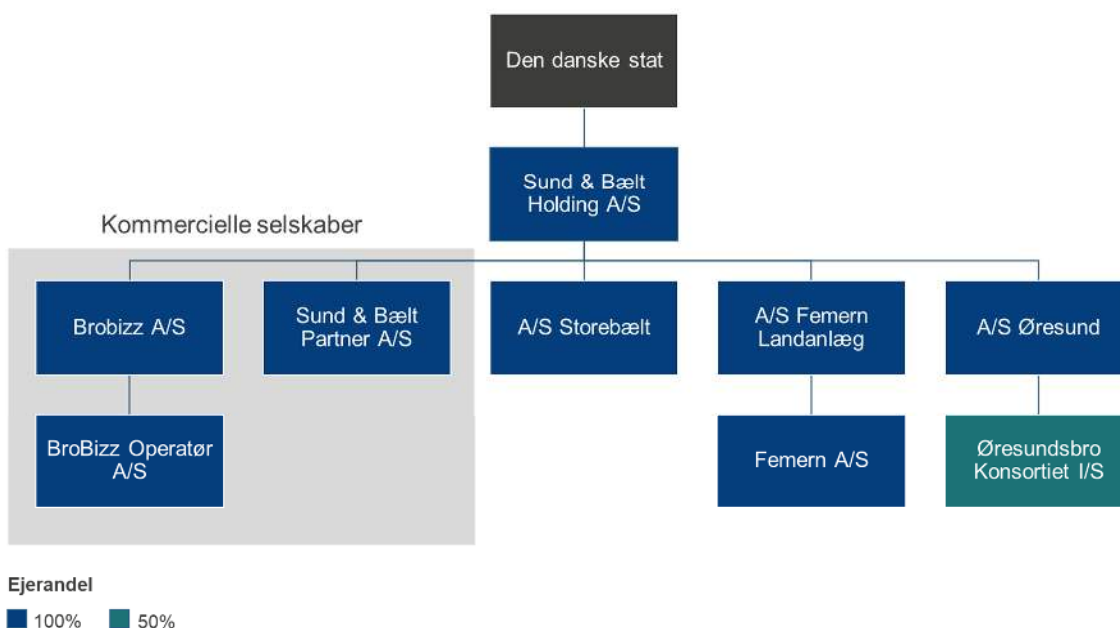 Den danske stat
Sund & Bælt
Holding A/S
Kommercielle selskaber
Brobizz A/S
Sund & Bælt
Partner A/S
A/S Storebælt
A/S Femern
Landanlæg
A/S Øresund
BroBizz Operatør
A/S
Femern A/S
Øresundsbro
Konsortiet I/S
Ejerandel
100%
50%